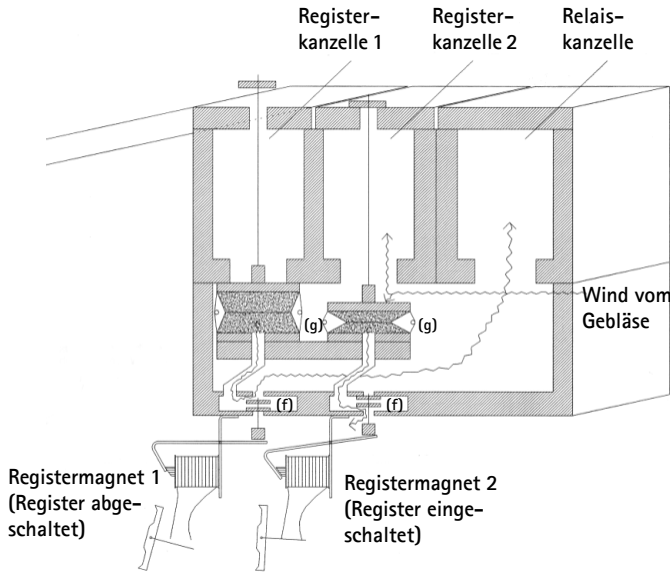 Register-
kanzelle 1
Register-
kanzelle 2
Relais-
kanzelle
Wind vom
Gebläse
(g)
(g)
(f)
(f)
Registermagnet 1
(Register abge-
schaltet)
Registermagnet 2
(Register einge-
schaltet)